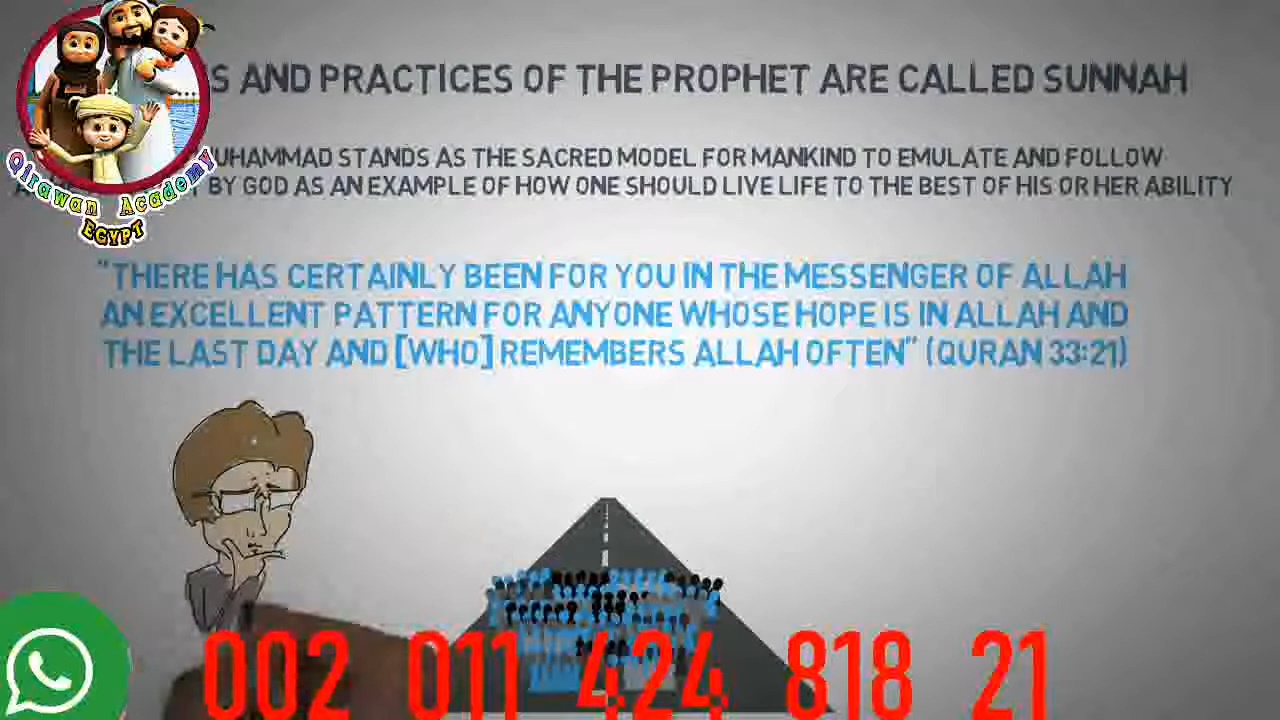 AND PRACTICES OF THE PROPHET ARE CALLED SUNNAH
STANDS AS THE SACRED MODEL FOR MANKIND TO EMULATE AND FOLLOW
BY GOD AS AN EXAMPLE OF HOW ONE SHOULD LIVE LIFE TO THE BEST OF HIS OR HER ABILITY
Qirawan Academy
EGYPT
"THERE HAS CERTAINLY BEEN FOR YOU IN THE MESSENGER OF ALLAH
AN EXCELLENT PATTERN FOR ANYONE WHOSE HOPE IS IN ALLAH AND
THE LAST DAY AND [WHO] REMEMBERS ALLAH OFTEN" (QURAN 33:21)
002 011 424 818 21